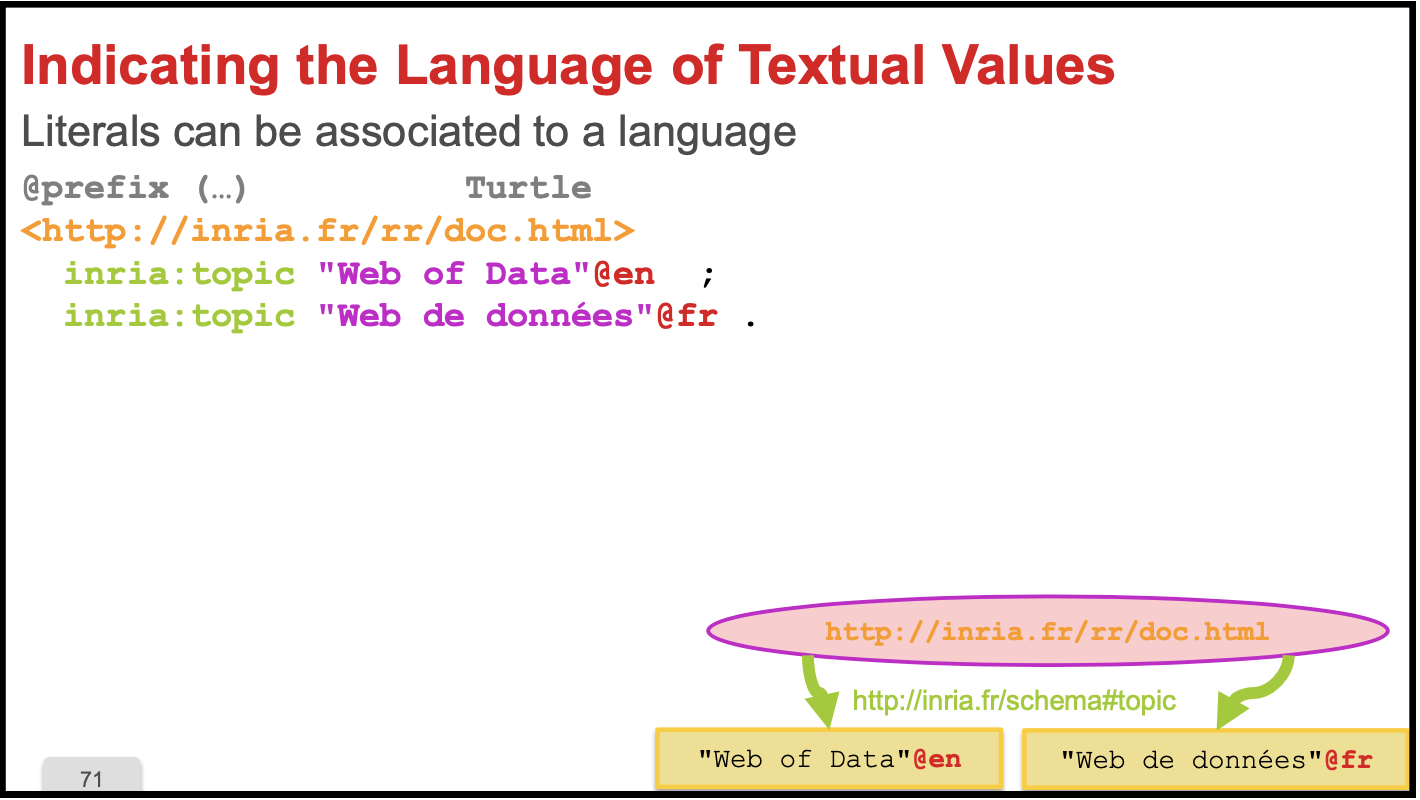 Indicating the Language of Textual Values
Literals can be associated to a language
@prefix (…) Turtle
<http://inria.fr/rr/doc.html>
inria:topic "Web of Data"@en ;
inria:topic "Web de données"@fr .
http://inria.fr/rr/doc.html
http://inria.fr/schema#topic
"Web of Data"@en
"Web de données"@fr
71